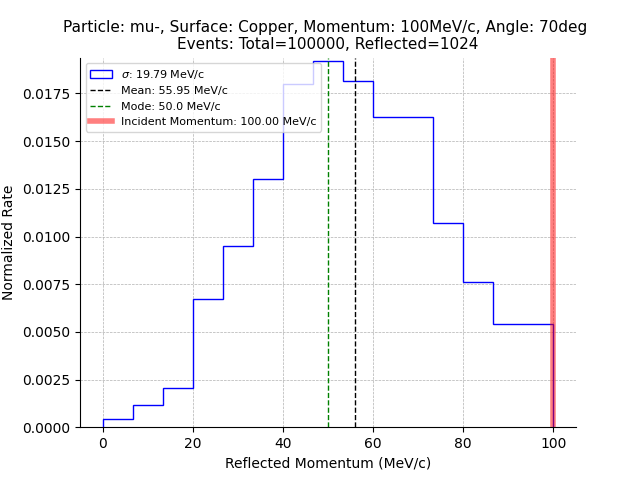 Particle: mu-, Surface: Copper, Momentum: 100MeV/c, Angle: 70deg
Events: Total=100000, Reflected=1024
σ: 19.79 MeV/c
Mean: 55.95 MeV/c
Mode: 50.0 MeV/c
Incident Momentum: 100.00 MeV/c
Normalized Rate
0.0175
0.0150
0.0125
0.0100
0.0075
0.0050
0.0025
0.0000
0 20 40 60 80 100
Reflected Momentum (MeV/c)